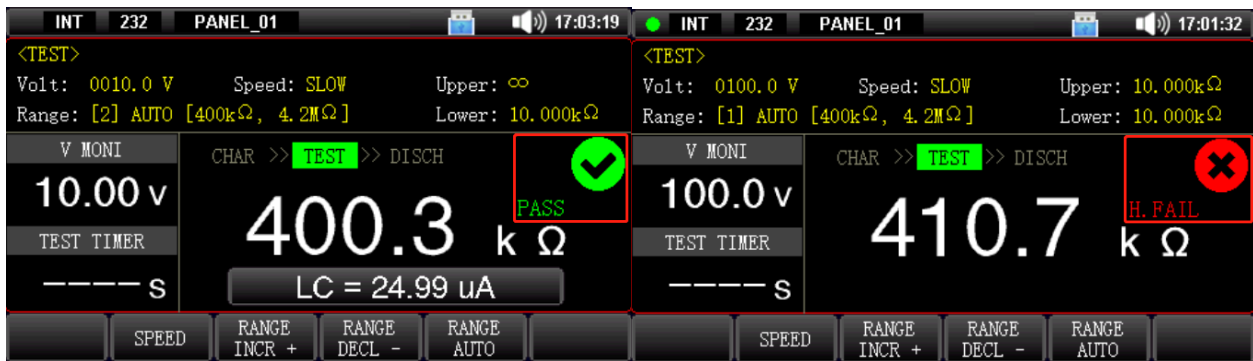 INT 232 PANEL_01 17:03:19
<TEST>
Volt: 0010.0 V Speed: SLOW Upper: ∞
Range: [2] AUTO [400kΩ, 4.2MΩ] Lower: 10.000kΩ
V MONI
CHAR >> TEST >> DISCH
10.00 v
PASS
400.3 k Ω
TEST TIMER
----s
LC = 24.99 uA
SPEED
RANGE INCR +
RANGE DECL -
RANGE AUTO
INT 232 PANEL_01 17:01:32
<TEST>
Volt: 0100.0 V Speed: SLOW Upper: 10.000kΩ
Range: [1] AUTO [400kΩ, 4.2MΩ] Lower: 10.000kΩ
V MONI
CHAR >> TEST >> DISCH
100.0 v
H.FAIL
410.7 k Ω
TEST TIMER
----s
SPEED
RANGE INCR +
RANGE DECL -
RANGE AUTO